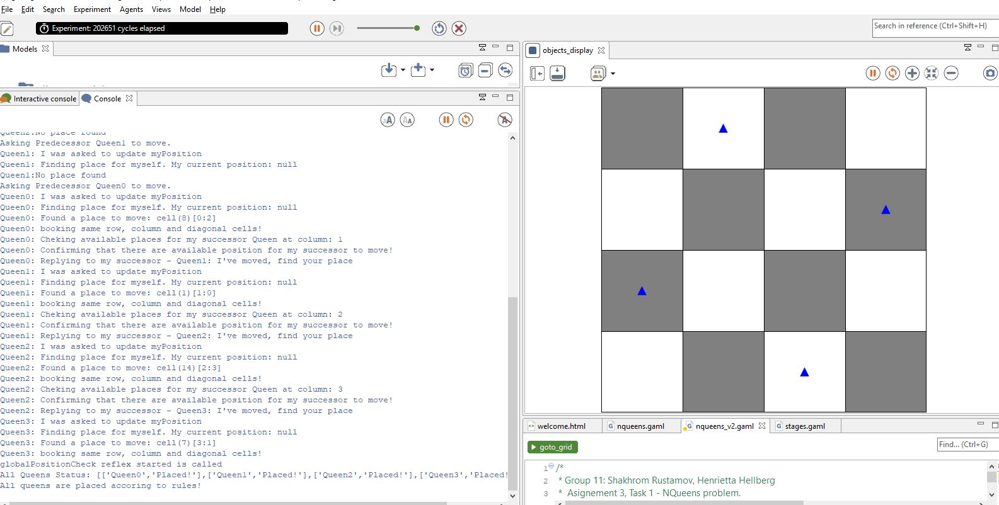 File Edit Search Experiment Agents Views Model Help
Experiment: 202651 cycles elapsed
Search in reference (Ctrl+Shift+H)
Models
objects_display
Interactive console
Console
Queen2:No place found
Asking Predecessor Queen1 to move.
Queen1: I was asked to update myPosition
Queen1: Finding place for myself. My current position: null
Queen1:No place found
Asking Predecessor Queen0 to move.
Queen0: I was asked to update myPosition
Queen0: Finding place for myself. My current position: null
Queen0: Found a place to move: cell(8)[0:2]
Queen0: booking same row, column and diagonal cells!
Queen0: Cheking available places for my successor Queen at column: 1
Queen0: Confirming that there are available position for my successor to move!
Queen0: Replying to my successor - Queen1: I've moved, find your place
Queen1: I was asked to update myPosition
Queen1: Finding place for myself. My current position: null
Queen1: Found a place to move: cell(1)[1:0]
Queen1: booking same row, column and diagonal cells!
Queen1: Cheking available places for my successor Queen at column: 2
Queen1: Confirming that there are available position for my successor to move!
Queen1: Replying to my successor - Queen2: I've moved, find your place
Queen2: I was asked to update myPosition
Queen2: Finding place for myself. My current position: null
Queen2: Found a place to move: cell(14)[2:3]
Queen2: booking same row, column and diagonal cells!
Queen2: Cheking available places for my successor Queen at column: 3
Queen2: Confirming that there are available position for my successor to move!
Queen2: Replying to my successor - Queen3: I've moved, find your place
Queen3: I was asked to update myPosition
Queen3: Finding place for myself. My current position: null
Queen3: Found a place to move: cell(7)[3:1]
Queen3: booking same row, column and diagonal cells!
globalPositionCheck reflex started is called
All Queens Status: [['Queen0','Placed!'],['Queen1','Placed!'],['Queen2','Placed!'],['Queen3','Placed!
All queens are placed accoring to rules!
welcome.html
nqueens.gaml
nqueens_v2.gaml
stages.gaml
goto_grid
Find... (Ctrl+G)
1 /*
2 * Group 11: Shakhrom Rustamov, Henrietta Hellberg
3 * Asignement 3, Task 1 - NQueens problem.